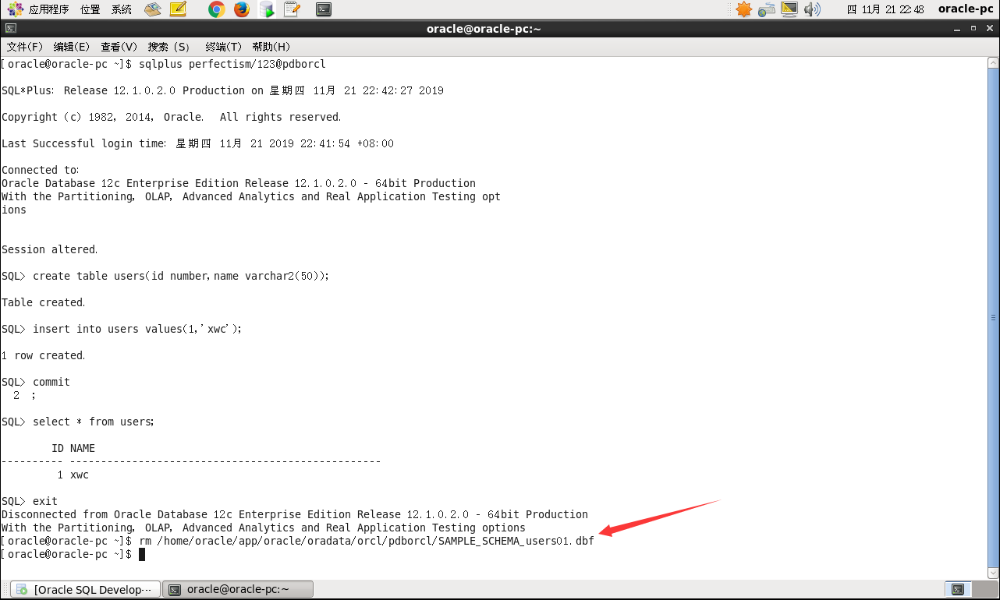 应用程序 位置 系统 四 11月 21 22:48 oracle-pc
oracle@oracle-pc:~
文件(F) 编辑(E) 查看(V) 搜索 (S) 终端(T) 帮助(H)
[oracle@oracle-pc ~]$ sqlplus perfectism/123@pdborcl
SQL*Plus: Release 12.1.0.2.0 Production on 星期四 11月 21 22:42:27 2019
Copyright (c) 1982, 2014, Oracle.  All rights reserved.
Last Successful login time: 星期四 11月 21 2019 22:41:54 +08:00
Connected to:
Oracle Database 12c Enterprise Edition Release 12.1.0.2.0 - 64bit Production
With the Partitioning, OLAP, Advanced Analytics and Real Application Testing opt
ions
Session altered.
SQL> create table users(id number,name varchar2(50));
Table created.
SQL> insert into users values(1,'xwc');
1 row created.
SQL> commit
  2  ;
SQL> select * from users;
        ID NAME
---------- --------------------------------------------------
         1 xwc
SQL> exit
Disconnected from Oracle Database 12c Enterprise Edition Release 12.1.0.2.0 - 64bit Production
With the Partitioning, OLAP, Advanced Analytics and Real Application Testing options
[oracle@oracle-pc ~]$ rm /home/oracle/app/oracle/oradata/orcl/pdborcl/SAMPLE_SCHEMA_users01.dbf
[oracle@oracle-pc ~]$
[Oracle SQL Develop··· oracle@oracle-pc:~